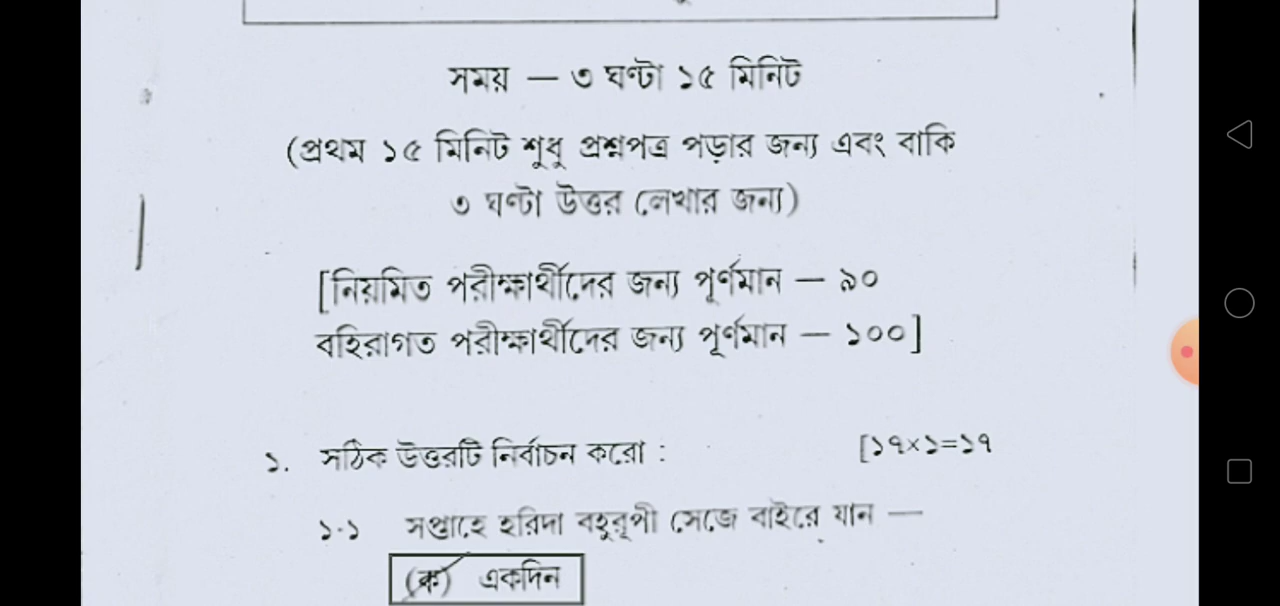 সময় — ৩ ঘণ্টা ১৫ মিনিট
(প্রথম ১৫ মিনিট শুধু প্রশ্নপত্র পড়ার জন্য এবং বাকি
৩ ঘণ্টা উত্তর লেখার জন্য)
[নিয়মিত পরীক্ষার্থীদের জন্য পূর্ণমান — ৯০
বহিরাগত পরীক্ষার্থীদের জন্য পূর্ণমান — ১০০]
১. সঠিক উত্তরটি নির্বাচন করো : [১৭×১=১৭
১.১ সপ্তাহে হরিদা বহুরূপী সেজে বাইরে যান —
(ক) একদিন